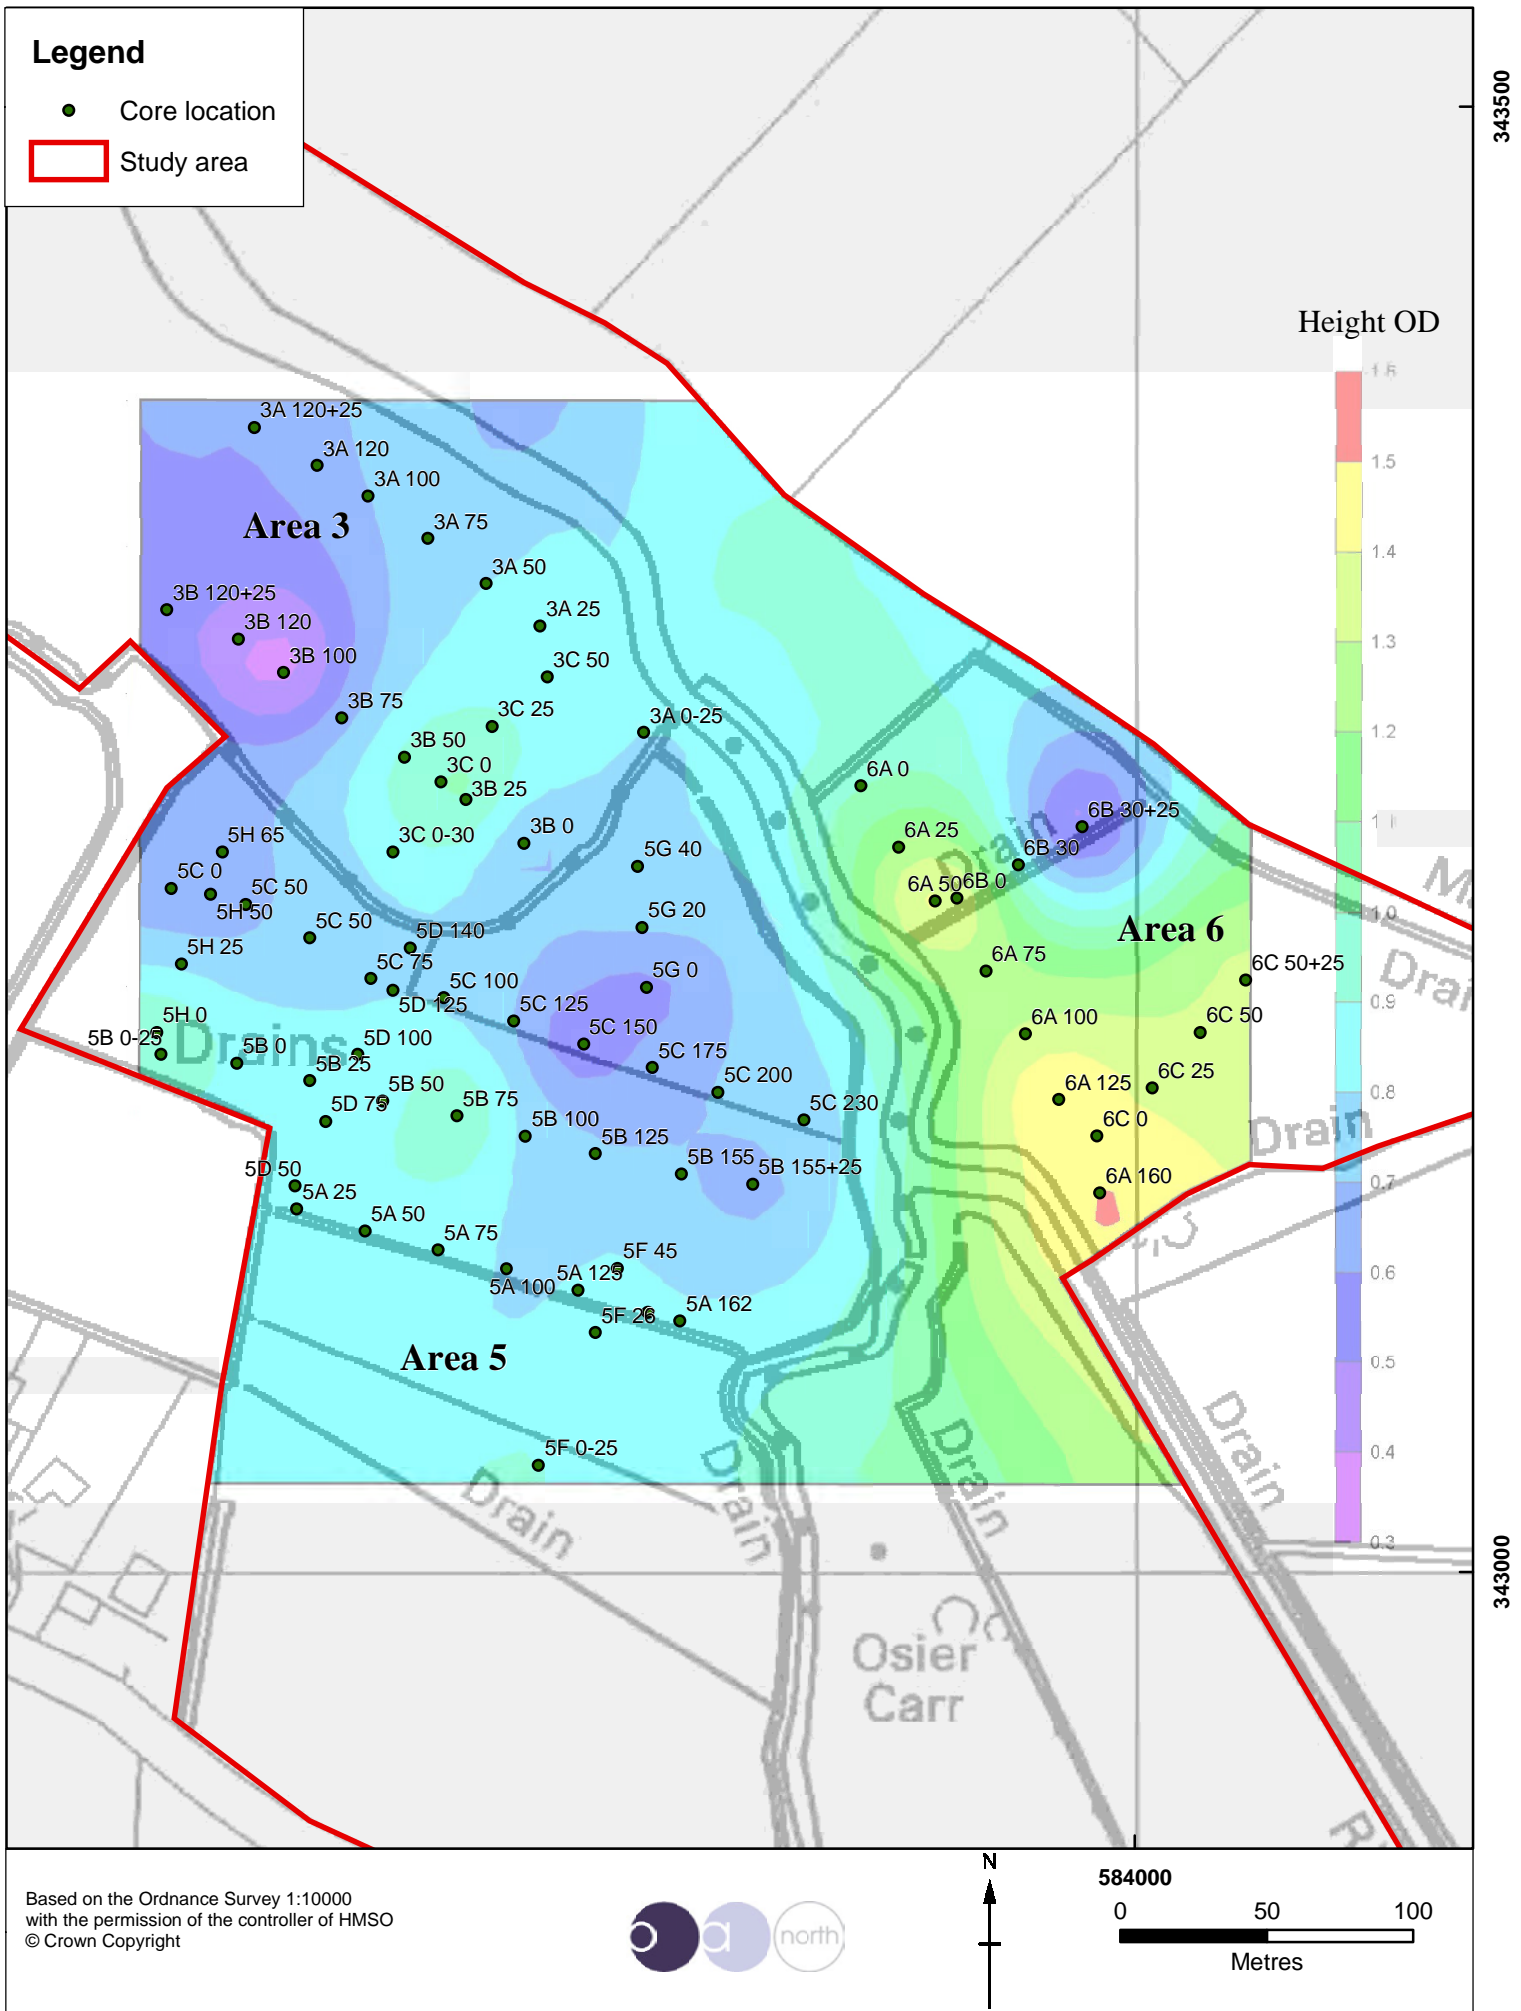 Legend
Core location
Study area
343500
Height OD
1.5
1.4
1.3
1.2
1.0
0.9
0.8
0.7
0.6
0.5
0.4
0.3
3A 120+25
3A 120
3A 100
Area 3
3A 75
3A 50
3B 120+25
3A 25
3B 120
3B 100
3C 50
3B 75
3C 25
3A 0-25
3B 50
3C 0
3B 25
6A 0
6B 30+25
3C 0-30
3B 0
6A 25
Drain
5H 65
5G 40
6B 30
5C 0
5C 50
5H 50
6A 50
6B 0
5G 20
Area 6
5C 50
5D 140
5H 25
5C 75
5G 0
6A 75
6C 50+25
Drain
5C 100
5D 125
5C 125
5H 0
5B 0-25
Drains
5D 100
5C 150
6A 100
6C 50
5B 0
5B 25
5C 175
5B 50
5C 200
6A 125
6C 25
5D 75
5B 75
5C 230
5B 100
5B 125
6C 0
Drain
5D 50
5B 155
5B 155+25
5A 25
6A 160
5A 50
5A 75
5F 45
5A 100
5A 125
5F 26
5A 162
Area 5
5F 0-25
Drain
Drain
Drain
Drain
343000
Osier
Carr
Based on the Ordnance Survey 1:10000
with the permission of the controller of HMSO
© Crown Copyright
oa north
N
584000
0 50 100
Metres